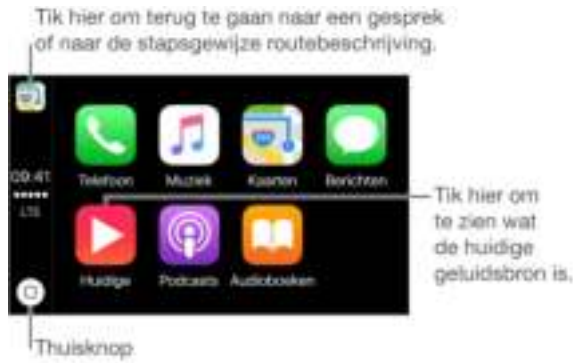 Tik hier om terug te gaan naar een gesprek
of naar de stapsgewijze routebeschrijving.
09:41
LTE
Telefoon
Muziek
Kaarten
Berichten
Huidige
Podcasts
Audioboeken
Tik hier om
te zien wat
de huidige
geluidsbron is.
Thuisknop